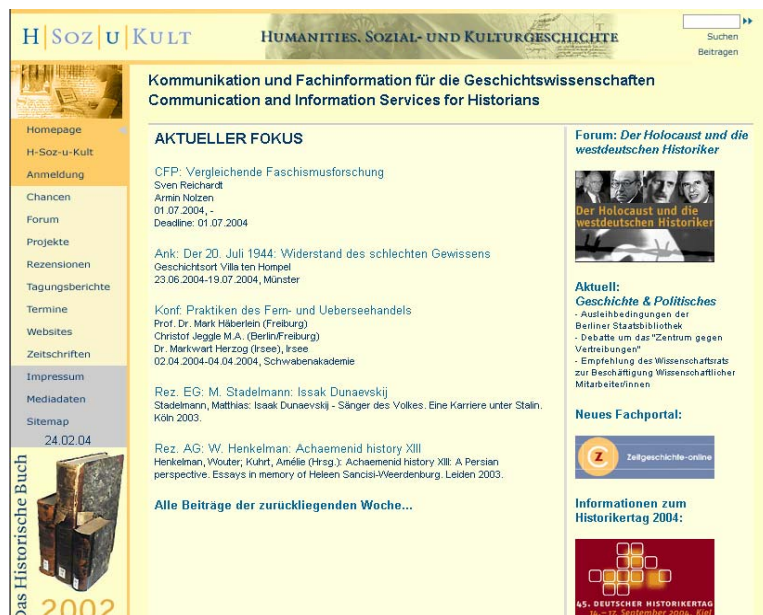 H|SOZ|U|KULT
HUMANITIES. SOZIAL- UND KULTURGESCHICHTE
Suchen
Beitragen
Kommunikation und Fachinformation für die Geschichtswissenschaften
Communication and Information Services for Historians
Homepage
H-Soz-u-Kult
Anmeldung
Chancen
Forum
Projekte
Rezensionen
Tagungsberichte
Termine
Websites
Zeitschriften
Impressum
Mediadaten
Sitemap
24.02.04
Das Historische Buch
2002
AKTUELLER FOKUS
CFP: Vergleichende Faschismusforschung
Sven Reichardt
Armin Nolzen
01.07.2004, -
Deadline: 01.07.2004
Ank: Der 20. Juli 1944: Widerstand des schlechten Gewissens
Geschichtsort Villa ten Hompel
23.06.2004-19.07.2004, Münster
Konf: Praktiken des Fern- und Ueberseehandels
Prof. Dr. Mark Häberlein (Freiburg)
Christof Jeggle M.A. (Berlin/Freiburg)
Dr. Markwart Herzog (Irsee), Irsee
02.04.2004-04.04.2004, Schwabenakademie
Rez. EG: M. Stadelmann: Issak Dunaevskij
Stadelmann, Matthias: Isaak Dunaevskij - Sänger des Volkes. Eine Karriere unter Stalin.
Köln 2003.
Rez. AG: W. Henkelman: Achaemenid history XIII
Henkelman, Wouter; Kuhrt, Amélie (Hrsg.): Achaemenid history XIII: A Persian
perspective. Essays in memory of Heleen Sancisi-Weerdenburg. Leiden 2003.
Alle Beiträge der zurückliegenden Woche...
Forum: Der Holocaust und die
westdeutschen Historiker
Der Holocaust und die
westdeutschen Historiker
Aktuell:
Geschichte & Politisches
- Ausleihbedingungen der
Berliner Staatsbibliothek
- Debatte um das "Zentrum gegen
Vertreibungen"
- Empfehlung des Wissenschaftsrats
zur Beschäftigung Wissenschaftlicher
Mitarbeiter/innen
Neues Fachportal:
Z
Zeitgeschichte-online
Informationen zum
Historikertag 2004:
45. DEUTSCHER HISTORIKERTAG
14.-17. September 2004, Kiel